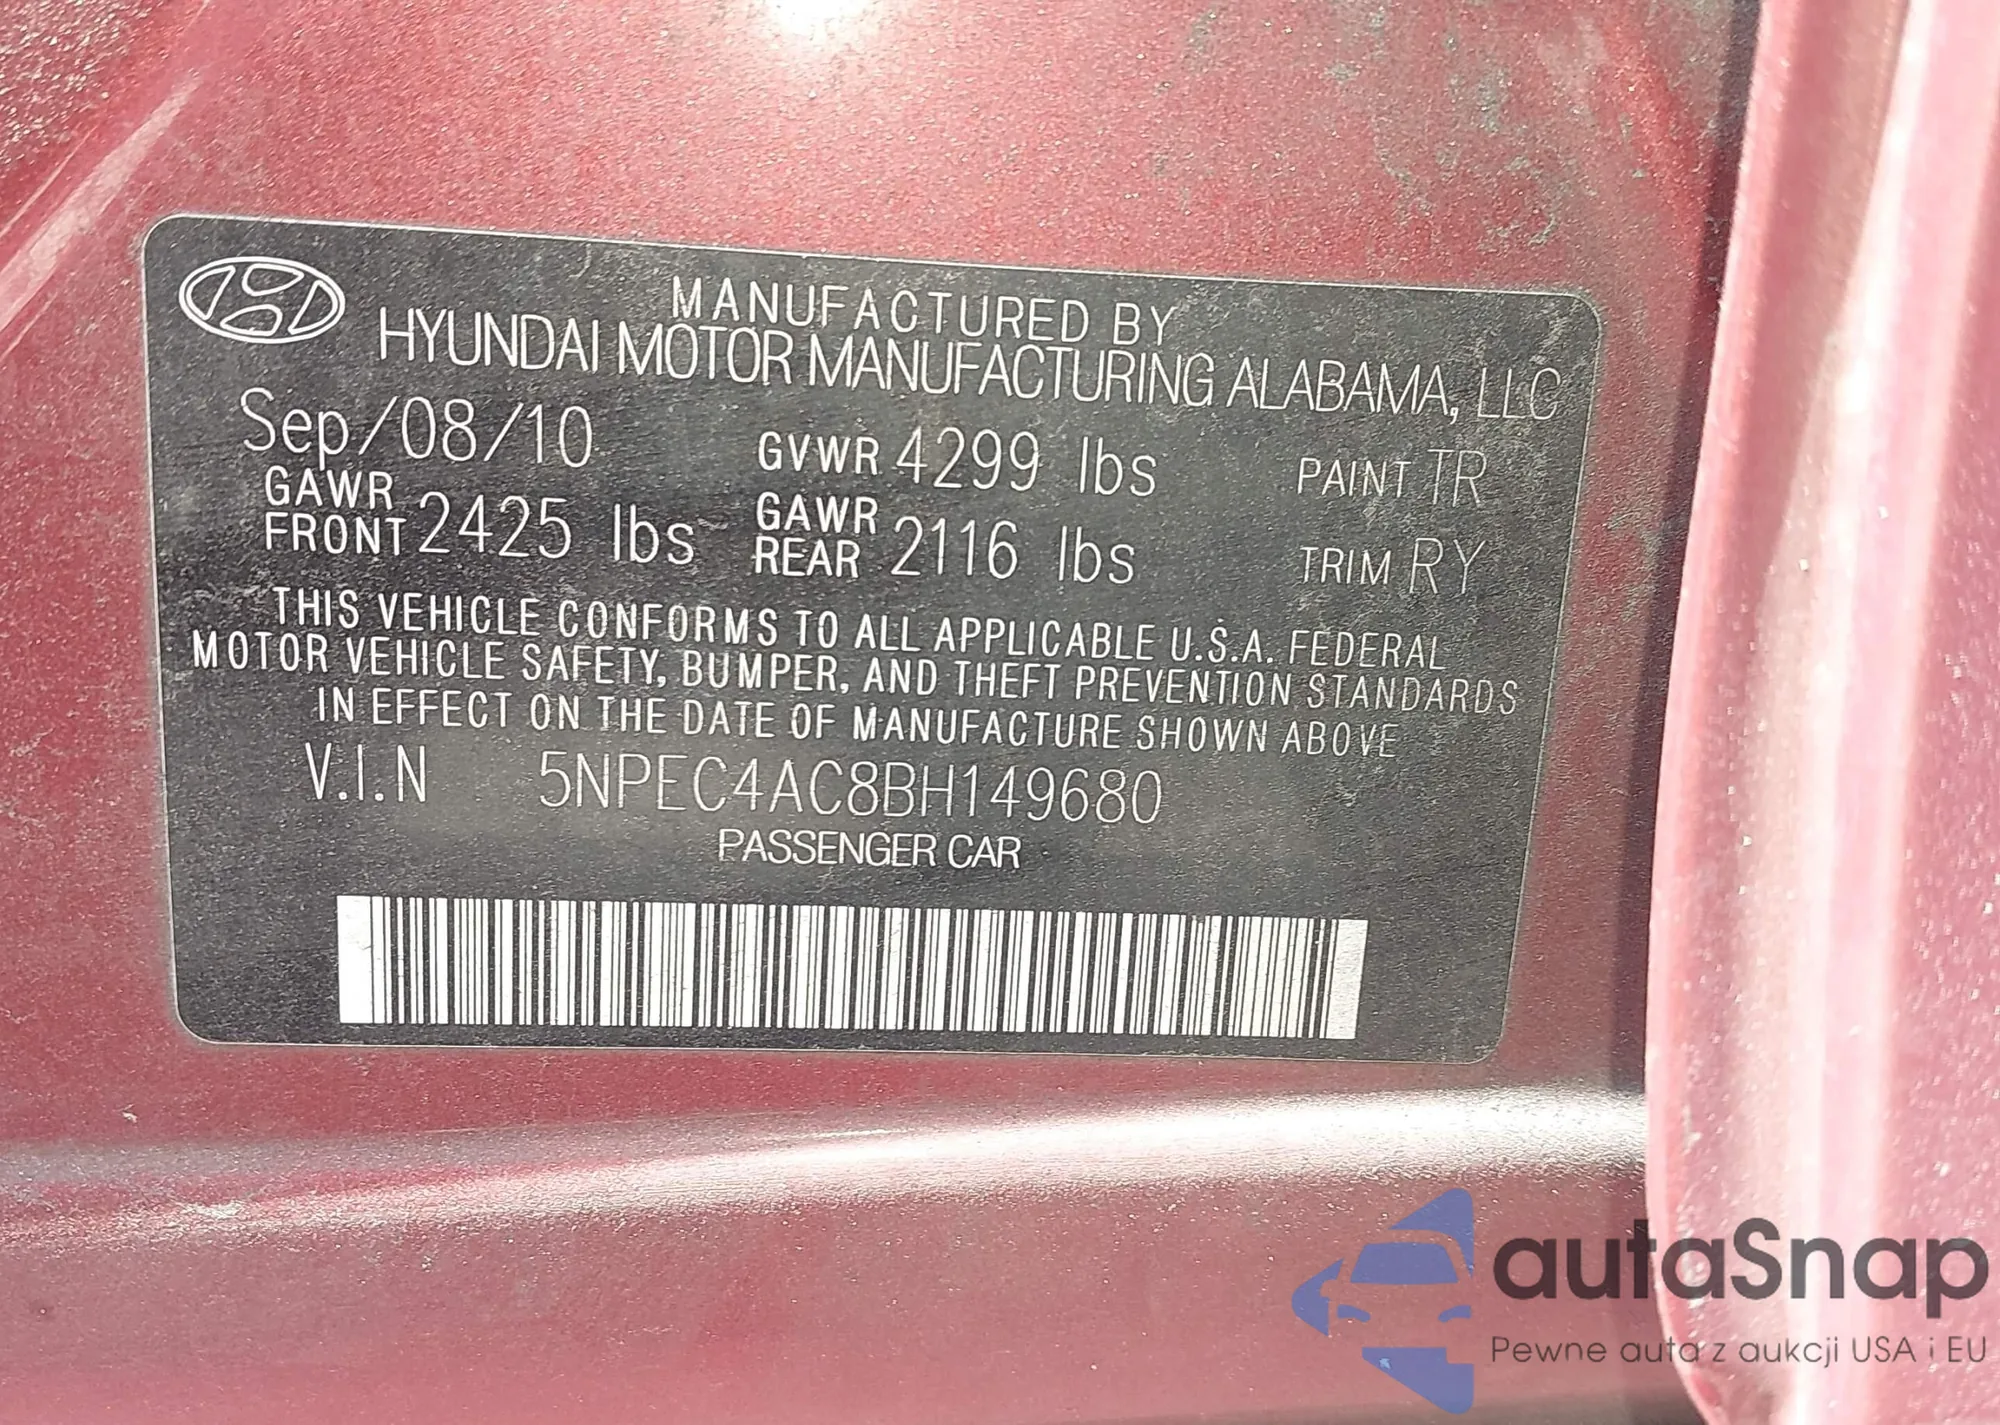 MANUFACTURED BY
HYUNDAI MOTOR MANUFACTURING ALABAMA, LLC
Sep/08/10 GVWR 4299 lbs PAINT TR
GAWR FRONT 2425 lbs GAWR REAR 2116 lbs TRIM RY
THIS VEHICLE CONFORMS TO ALL APPLICABLE U.S.A. FEDERAL
MOTOR VEHICLE SAFETY, BUMPER, AND THEFT PREVENTION STANDARDS
IN EFFECT ON THE DATE OF MANUFACTURE SHOWN ABOVE
V.I.N 5NPEC4AC8BH149680
PASSENGER CAR
autaSnap
Pewne auta z aukcji USA i EU